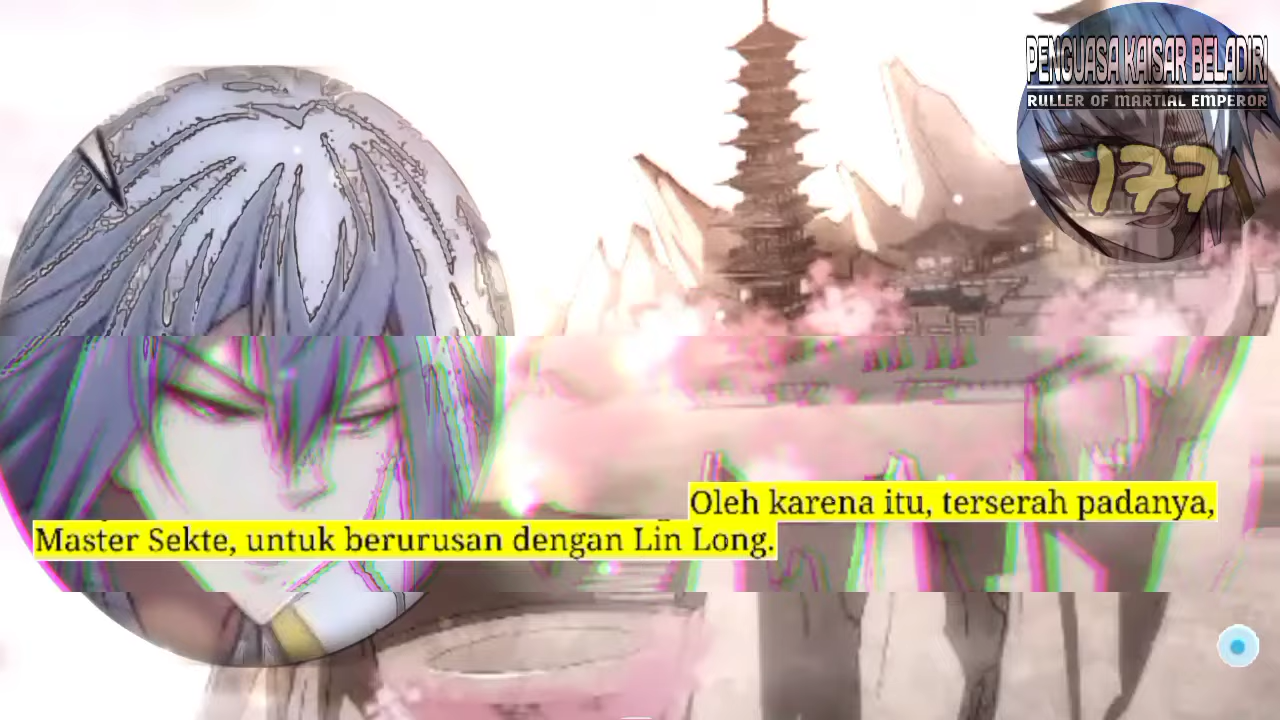 PENGUASA KAISAR BELADIRI
RULLER OF MARTIAL EMPEROR
177
Oleh karena itu, terserah padanya,
Master Sekte, untuk berurusan dengan Lin Long.